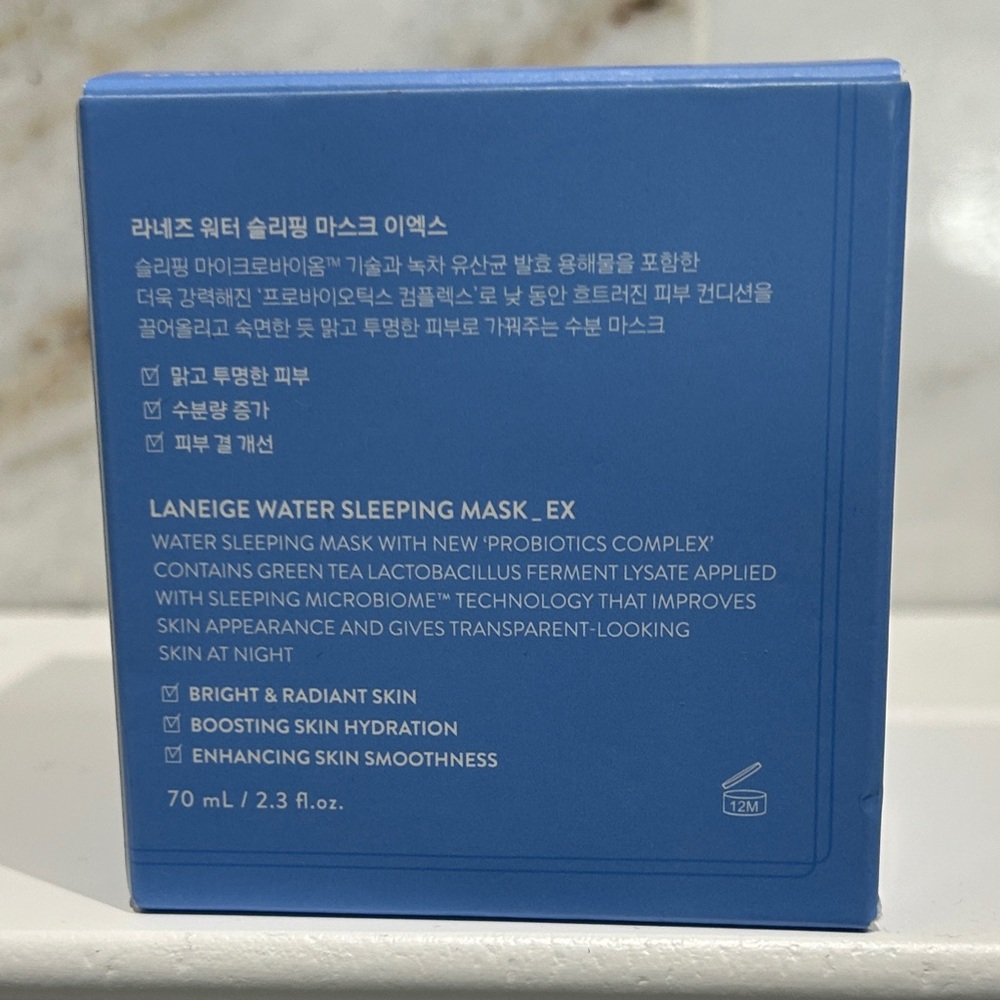 라네즈 워터 슬리핑 마스크 이엑스
슬리핑 마이크로바이옴™ 기술과 녹차 유산균 발효 용해물을 포함한
더욱 강력해진 '프로바이오틱스 컴플렉스'로 낮 동안 흐트러진 피부 컨디션을
끌어올리고 숙면한 듯 맑고 투명한 피부로 가꿔주는 수분 마스크
맑고 투명한 피부
수분량 증가
피부 결 개선
LANEIGE WATER SLEEPING MASK_EX
WATER SLEEPING MASK WITH NEW ‘PROBIOTICS COMPLEX’
CONTAINS GREEN TEA LACTOBACILLUS FERMENT LYSATE APPLIED
WITH SLEEPING MICROBIOME™ TECHNOLOGY THAT IMPROVES
SKIN APPEARANCE AND GIVES TRANSPARENT-LOOKING
SKIN AT NIGHT
BRIGHT & RADIANT SKIN
BOOSTING SKIN HYDRATION
ENHANCING SKIN SMOOTHNESS
70 mL / 2.3 fl.oz.
12M